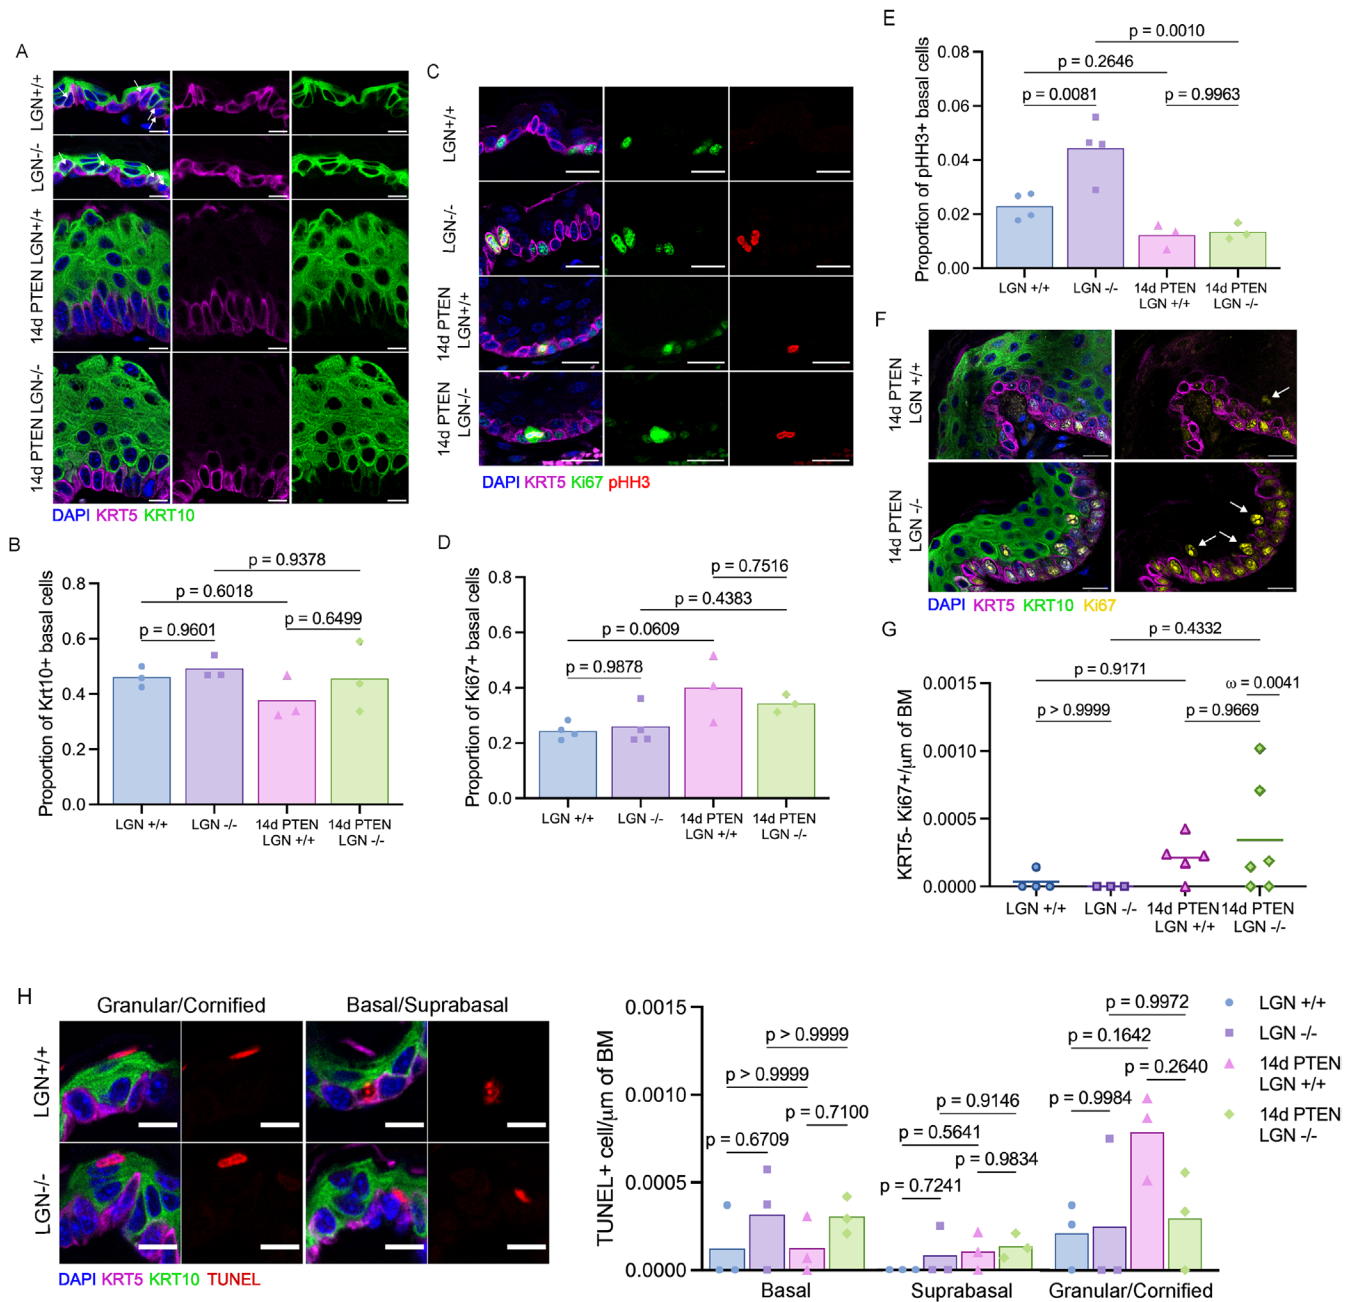 A
LGN+/+
LGN-/-
14d PTEN LGN+/+
14d PTEN LGN-/-
DAPI KRT5 KRT10
B
Proportion of Krt10+ basal cells
0.8
0.6
0.4
0.2
0.0
p = 0.9378
p = 0.6018
p = 0.9601
p = 0.6499
LGN +/+
LGN -/-
14d PTEN
LGN +/+
14d PTEN
LGN -/-
C
LGN+/+
LGN-/-
14d PTEN
LGN+/+
14d PTEN
LGN-/-
DAPI KRT5 Ki67 pHH3
D
Proportion of Ki67+ basal cells
0.8
0.6
0.4
0.2
0.0
p = 0.7516
p = 0.4383
p = 0.0609
p = 0.9878
LGN +/+
LGN -/-
14d PTEN
LGN +/+
14d PTEN
LGN -/-
E
Proportion of pHH3+ basal cells
0.08
0.06
0.04
0.02
0.00
p = 0.0010
p = 0.2646
p = 0.0081
p = 0.9963
LGN +/+
LGN -/-
14d PTEN
LGN +/+
14d PTEN
LGN -/-
F
14d PTEN
LGN +/+
14d PTEN
LGN -/-
DAPI KRT5 KRT10 Ki67
G
KRT5- Ki67+/μm of BM
0.0015
0.0010
0.0005
0.0000
p = 0.4332
p = 0.9171
ω = 0.0041
p > 0.9999
p = 0.9669
LGN +/+
LGN -/-
14d PTEN
LGN +/+
14d PTEN
LGN -/-
H
Granular/Cornified
Basal/Suprabasal
LGN+/+
LGN-/-
DAPI KRT5 KRT10 TUNEL
TUNEL+ cell/μm of BM
0.0015
0.0010
0.0005
0.0000
p > 0.9999
p > 0.9999
p = 0.7100
p = 0.6709
p = 0.9146
p = 0.5641
p = 0.9834
p = 0.7241
p = 0.9972
p = 0.1642
p = 0.2640
p = 0.9984
Basal
Suprabasal
Granular/Cornified
LGN +/+
LGN -/-
14d PTEN
LGN +/+
14d PTEN
LGN -/-